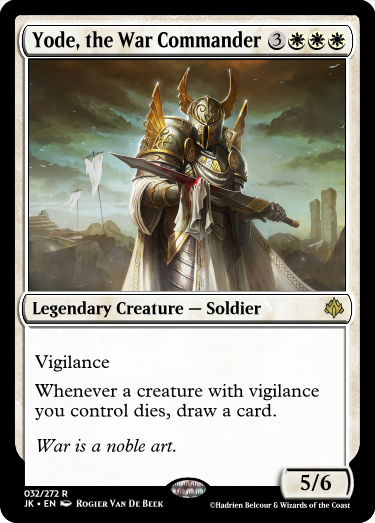 Yode, the War Commander 3
Legendary Creature — Soldier
Vigilance
Whenever a creature with vigilance
you control dies, draw a card.
War is a noble art.
5/6
032/272 R
JK • EN Rogier Van De Beek
©Hadrien Belcour & Wizards of the Coast